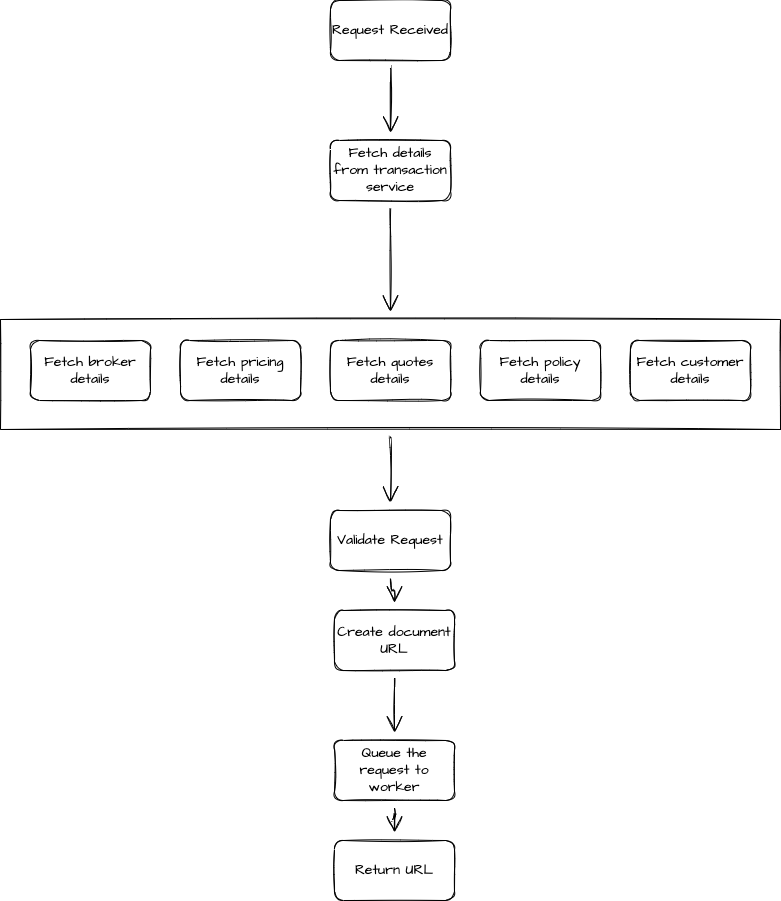 Request Received
Fetch details
from transaction
service
Fetch broker
details
Fetch pricing
details
Fetch quotes
details
Fetch policy
details
Fetch customer
details
Validate Request
Create document
URL
Queue the
request to
worker
Return URL